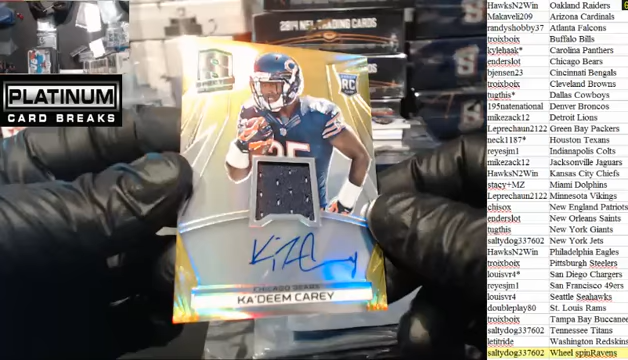 PLATINUM
CARD BREAKS
2014 NFL TRADING CARDS
SPECTRA
RC
CHICAGO BEARS
KA'DEEM CAREY
HawksN2Win Oakland Raiders
Makaveli209 Arizona Cardinals
randyshobby37 Atlanta Falcons
troixboix Buffalo Bills
kylehaak* Carolina Panthers
enderslot Chicago Bears
bjensen23 Cincinnati Bengals
troixboix Cleveland Browns
tugthis* Dallas Cowboys
195natenational Denver Broncos
mikezack12 Detroit Lions
Leprechaun2122 Green Bay Packers
neck1187* Houston Texans
reyesjm1 Indianapolis Colts
mikezack12 Jacksonville Jaguars
HawksN2Win Kansas City Chiefs
stacy+MZ Miami Dolphins
Leprechaun2122 Minnesota Vikings
chisox New England Patriots
enderslot New Orleans Saints
tugthis New York Giants
saltydog337602 New York Jets
HawksN2Win Philadelphia Eagles
troixboix Pittsburgh Steelers
louisvr4* San Diego Chargers
reyesjm1 San Francisco 49ers
louisvr4 Seattle Seahawks
doubleplay80 St. Louis Rams
troixboix Tampa Bay Buccanee
saltydog337602 Tennessee Titans
letitride Washington Redskins
saltydog337602 Wheel spinRavens